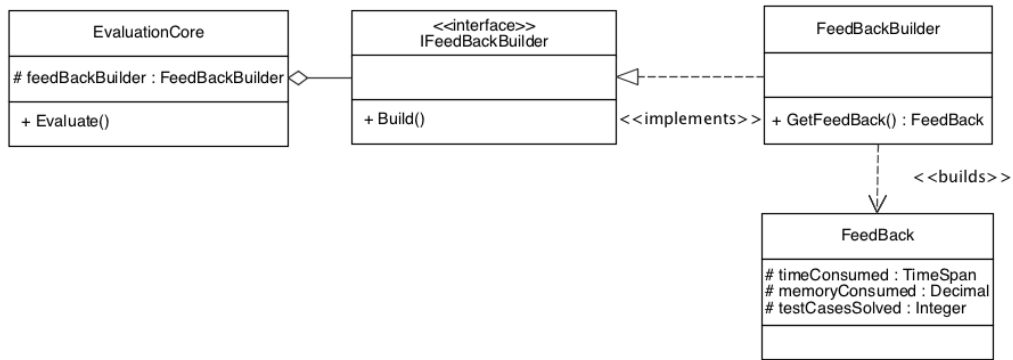 EvaluationCore
# feedBackBuilder : FeedBackBuilder
+ Evaluate()
<<interface>>
IFeedBackBuilder
+ Build()
<<implements>>
FeedBackBuilder
+ GetFeedBack() : FeedBack
<<builds>>
FeedBack
# timeConsumed : TimeSpan
# memoryConsumed : Decimal
# testCasesSolved : Integer